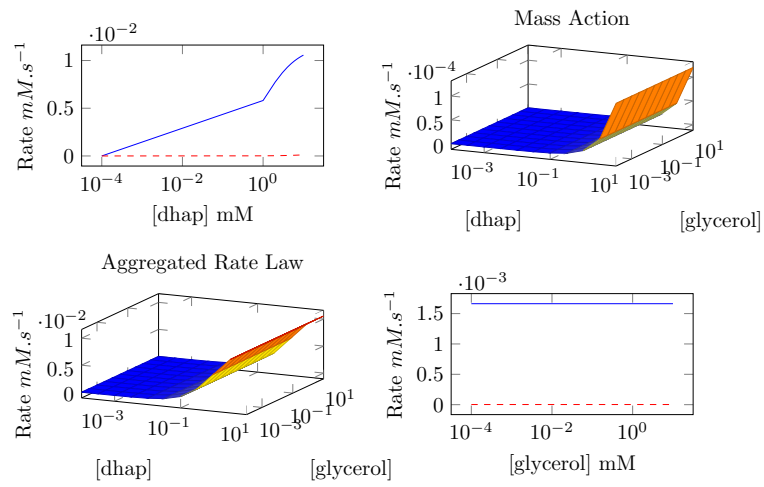 ·10^-2
1
0.5
0
Rate mM.s^-1
10^-4
10^-2
10^0
[dhap] mM
Mass Action
·10^-4
1
0.5
0
Rate mM.s^-1
10^-3
10^-1
10^1
10^-3
10^-1
10^1
[dhap]
[glycerol]
Aggregated Rate Law
·10^-2
1
0.5
0
Rate mM.s^-1
10^-3
10^-1
10^1
10^-3
10^-1
10^1
[dhap]
[glycerol]
·10^-3
1.5
1
0.5
0
Rate mM.s^-1
10^-4
10^-2
10^0
[glycerol] mM